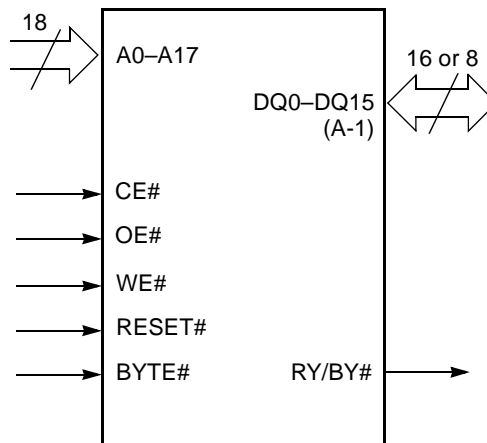 18
A0–A17
16 or 8
DQ0–DQ15
(A-1)
CE#
OE#
WE#
RESET#
BYTE#
RY/BY#